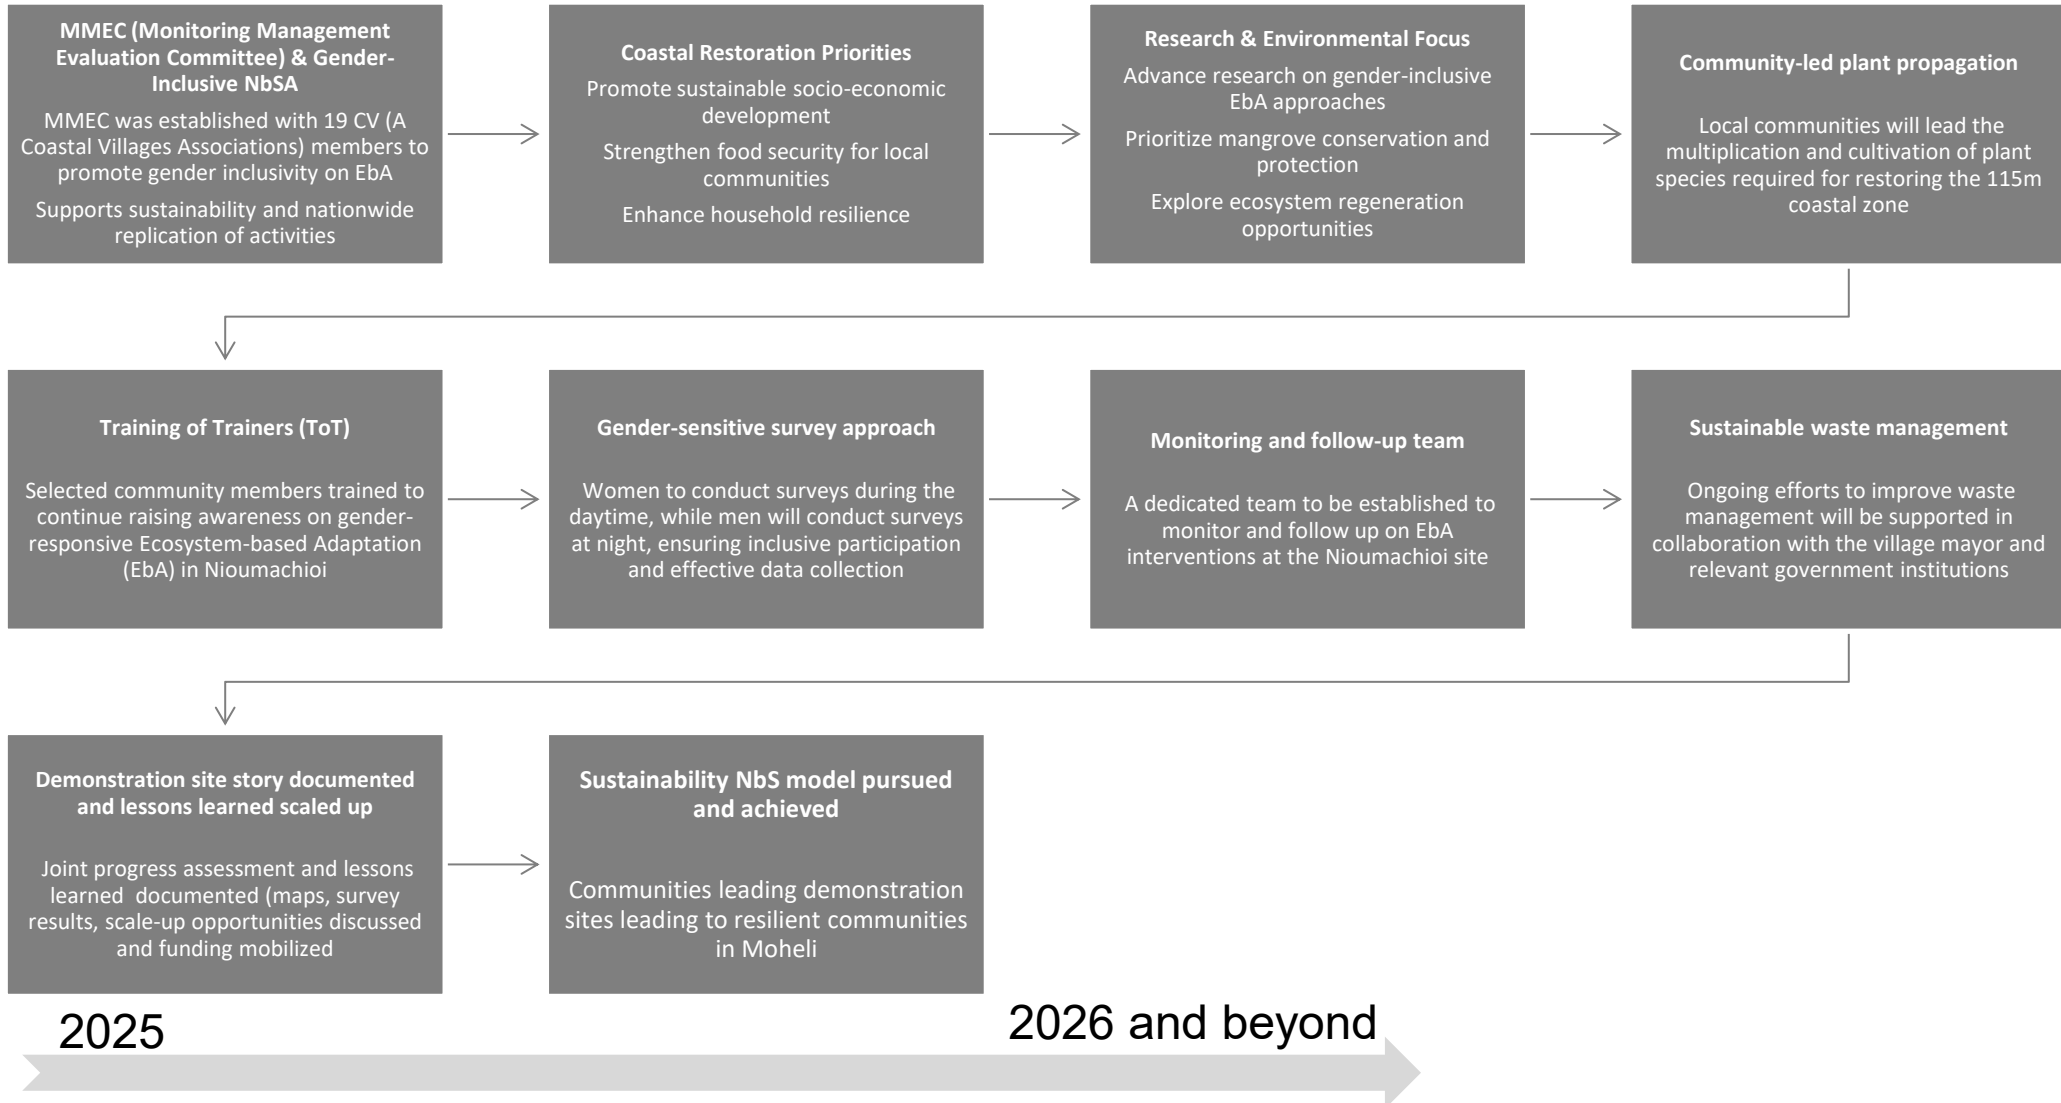 MMEC (Monitoring Management
Evaluation Committee) & Gender-
Inclusive NbSA
MMEC was established with 19 CV (A
Coastal Villages Associations) members to
promote gender inclusivity on EbA
Supports sustainability and nationwide
replication of activities
Coastal Restoration Priorities
Promote sustainable socio-economic
development
Strengthen food security for local
communities
Enhance household resilience
Research & Environmental Focus
Advance research on gender-inclusive
EbA approaches
Prioritize mangrove conservation and
protection
Explore ecosystem regeneration
opportunities
Community-led plant propagation
Local communities will lead the
multiplication and cultivation of plant
species required for restoring the 115m
coastal zone
Training of Trainers (ToT)
Selected community members trained to
continue raising awareness on gender-
responsive Ecosystem-based Adaptation
(EbA) in Nioumachioi
Gender-sensitive survey approach
Women to conduct surveys during the
daytime, while men will conduct surveys
at night, ensuring inclusive participation
and effective data collection
Monitoring and follow-up team
A dedicated team to be established to
monitor and follow up on EbA
interventions at the Nioumachioi site
Sustainable waste management
Ongoing efforts to improve waste
management will be supported in
collaboration with the village mayor and
relevant government institutions
Demonstration site story documented
and lessons learned scaled up
Joint progress assessment and lessons
learned documented (maps, survey
results, scale-up opportunities discussed
and funding mobilized
Sustainability NbS model pursued
and achieved
Communities leading demonstration
sites leading to resilient communities
in Moheli
2025
2026 and beyond